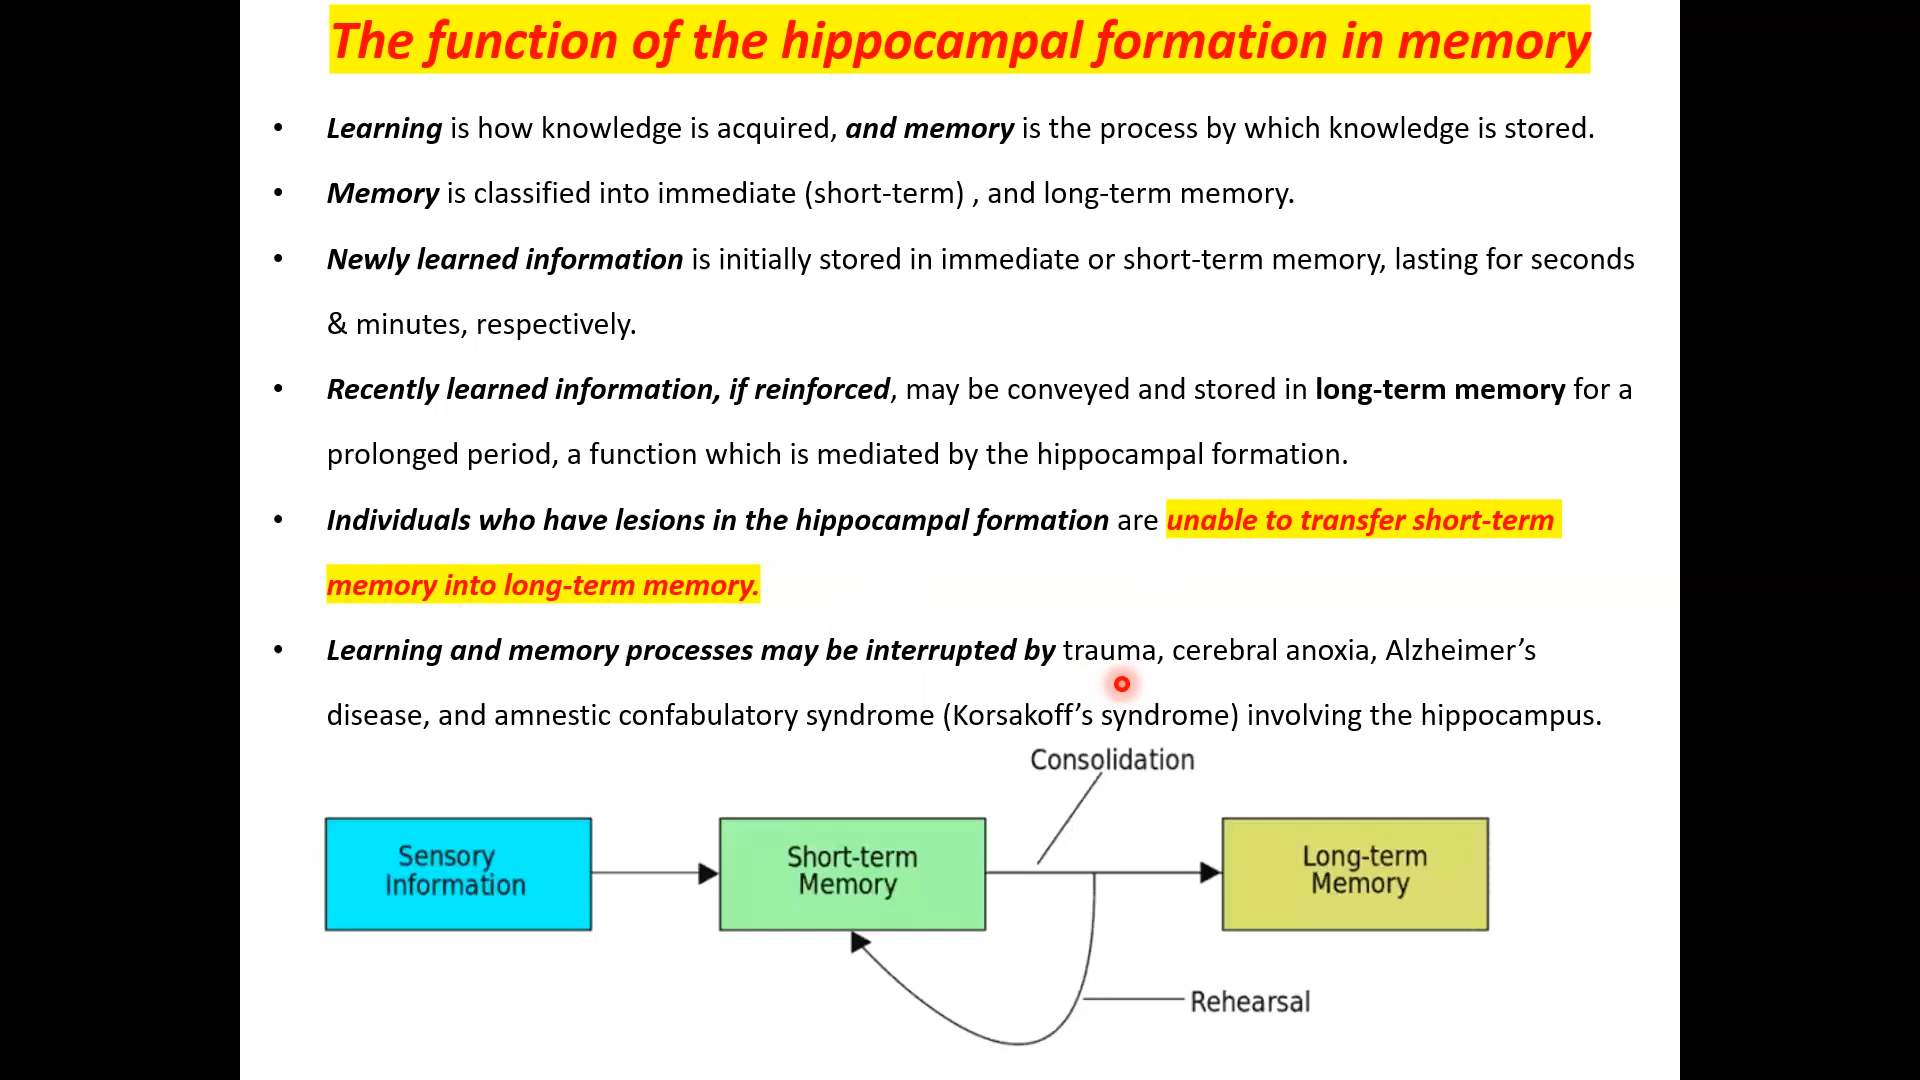 The function of the hippocampal formation in memory
• Learning is how knowledge is acquired, and memory is the process by which knowledge is stored.
• Memory is classified into immediate (short-term) , and long-term memory.
• Newly learned information is initially stored in immediate or short-term memory, lasting for seconds
& minutes, respectively.
• Recently learned information, if reinforced, may be conveyed and stored in long-term memory for a
prolonged period, a function which is mediated by the hippocampal formation.
• Individuals who have lesions in the hippocampal formation are unable to transfer short-term
memory into long-term memory.
• Learning and memory processes may be interrupted by trauma, cerebral anoxia, Alzheimer’s
disease, and amnestic confabulatory syndrome (Korsakoff’s syndrome) involving the hippocampus.
Consolidation
Sensory
Information
Short-term
Memory
Long-term
Memory
Rehearsal